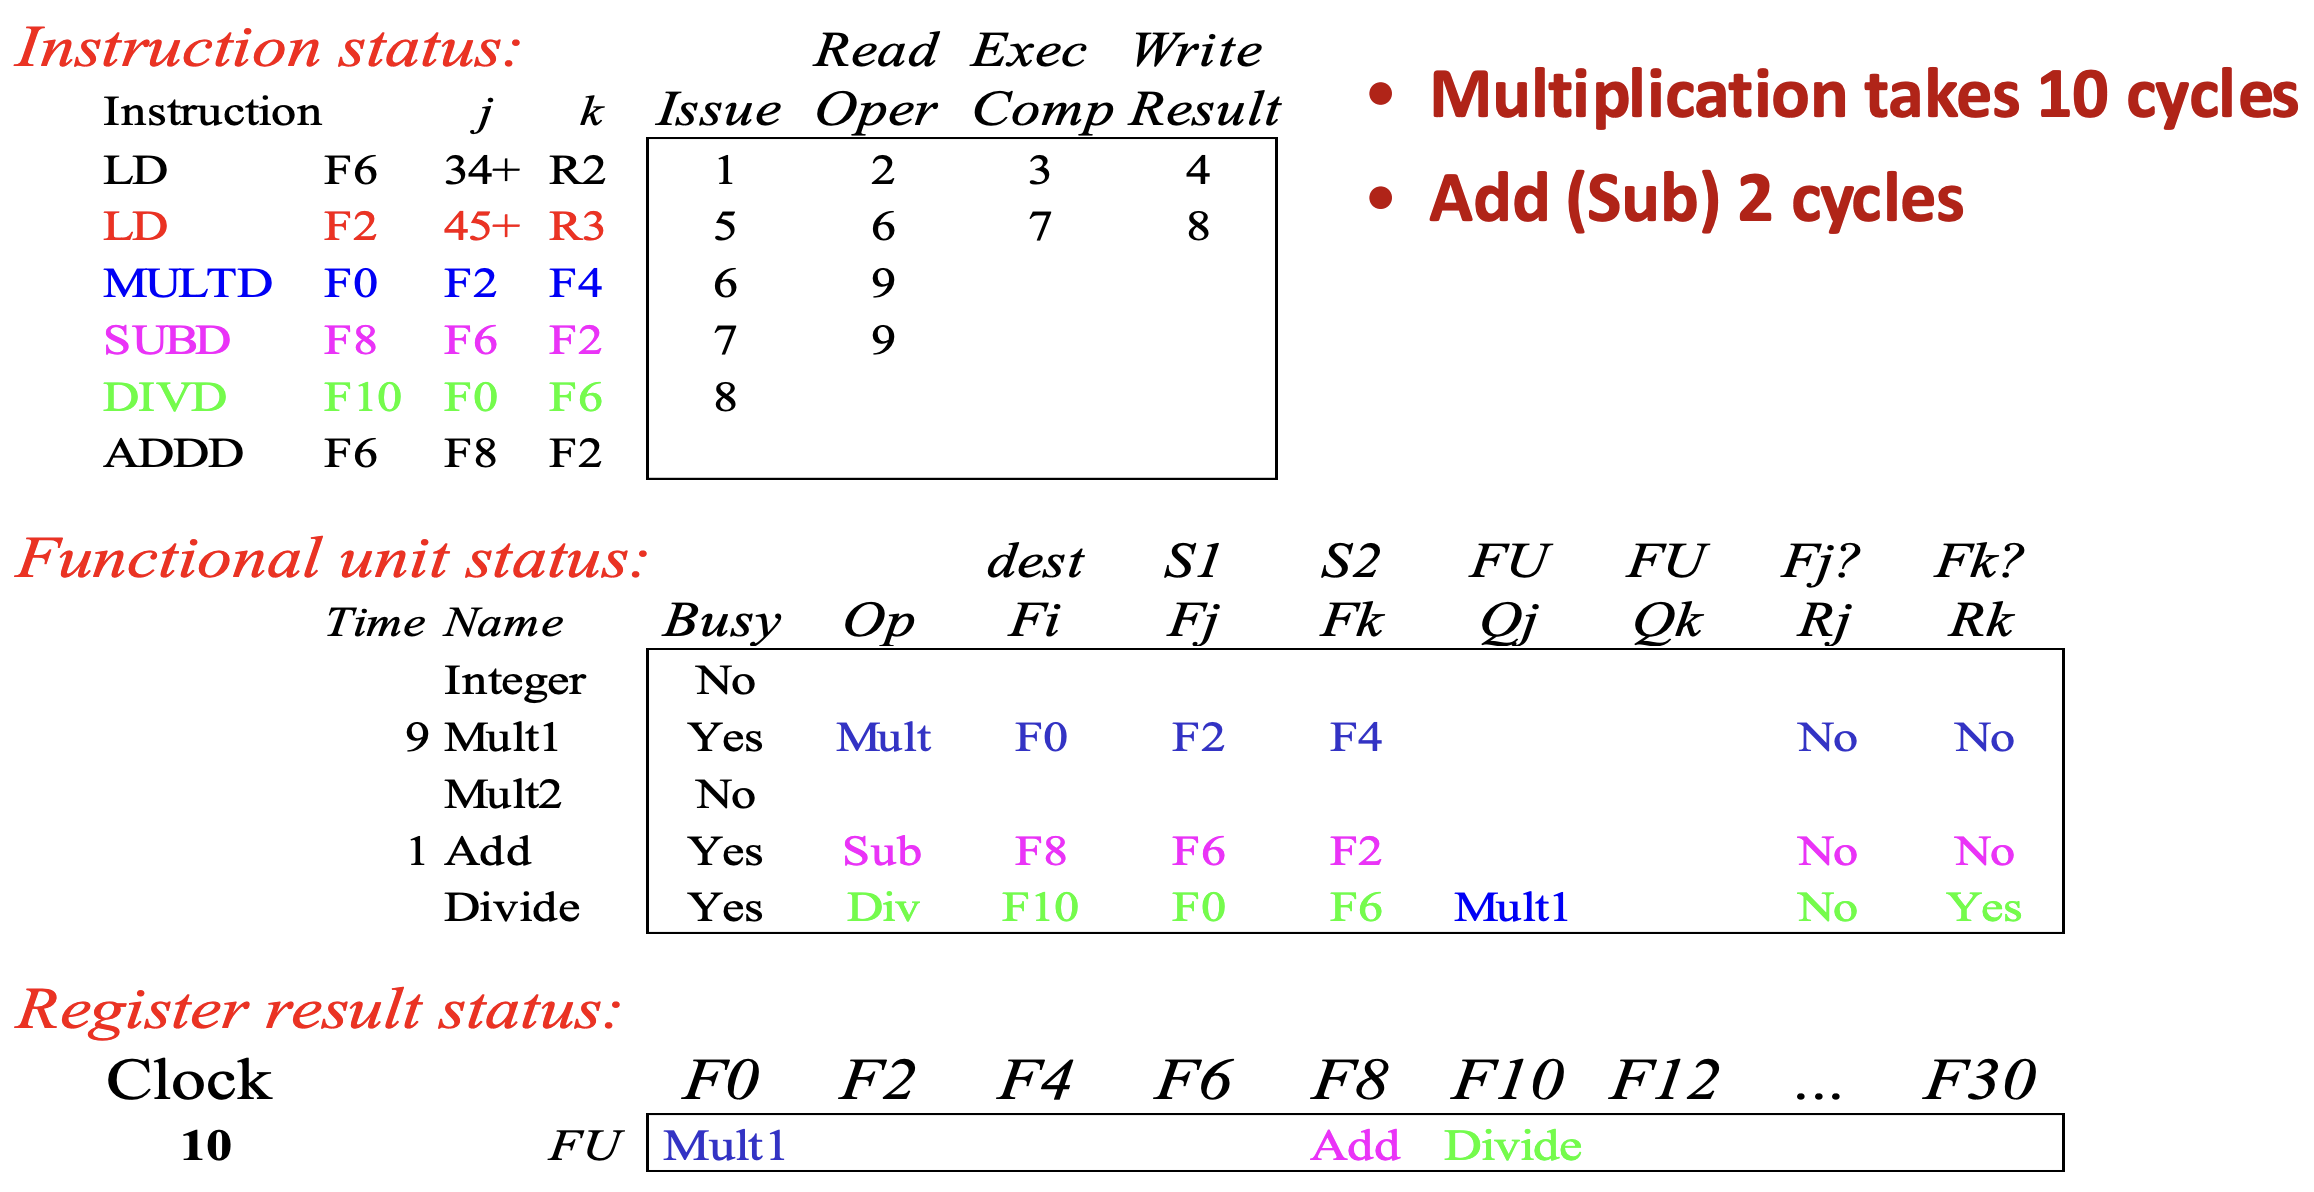 Instruction status: Read Exec Write
Instruction j k Issue Oper Comp Result
LD F6 34+ R2 1 2 3 4
LD F2 45+ R3 5 6 7 8
MULTD F0 F2 F4 6 9
SUBD F8 F6 F2 7 9
DIVD F10 F0 F6 8
ADDD F6 F8 F2
• Multiplication takes 10 cycles
• Add (Sub) 2 cycles
Functional unit status: dest S1 S2 FU FU Fj? Fk?
Time Name Busy Op Fi Fj Fk Qj Qk Rj Rk
Integer No
9 Mult1 Yes Mult F0 F2 F4 No No
Mult2 No
1 Add Yes Sub F8 F6 F2 No No
Divide Yes Div F10 F0 F6 Mult1 No Yes
Register result status:
Clock F0 F2 F4 F6 F8 F10 F12 ... F30
10 FU Mult1 Add Divide